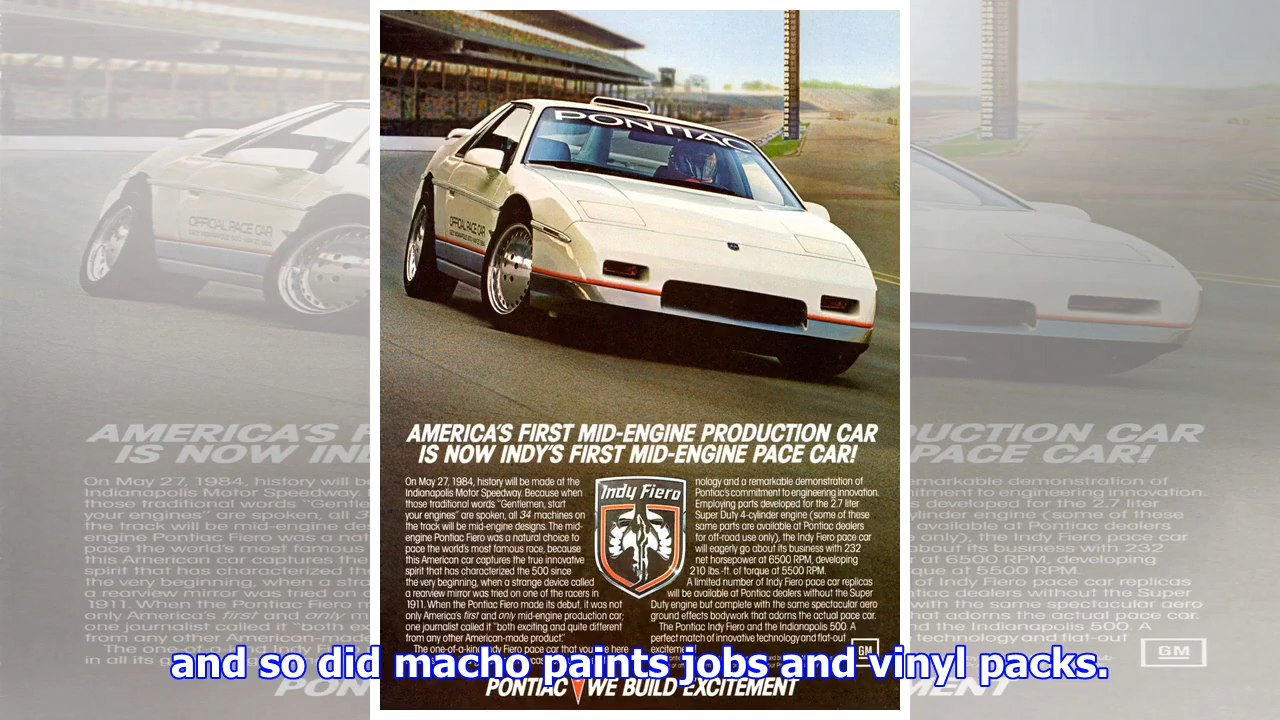 PONTIAC
OFFICIAL PACE CAR
AMERICA'S FIRST MID-ENGINE PRODUCTION CAR
IS NOW INDY'S FIRST MID-ENGINE PACE CAR!
On May 27, 1984, history will be made at the
Indianapolis Motor Speedway. Because when
those traditional words "Gentlemen, start
your engines" are spoken, all 34 machines on
the track will be mid-engine designs. The mid-
engine Pontiac Fiero was a natural choice to
pace the world's most famous race, because
this American car captures the true innovative
spirit that has characterized the 500 since
the very beginning, when a strange device called
a rearview mirror was tried on one of the racers in
1911. When the Pontiac Fiero made its debut, it was not
only America's first and only mid-engine production car;
one journalist called it "both exciting and quite different
from any other American-made product."
The one-of-a-kind Indy Fiero pace car that you see here
Indy Fiero
nology and a remarkable demonstration of
Pontiac's commitment to engineering innovation.
Employing parts developed for the 2.7 liter
Super Duty 4-cylinder engine (some of these
same parts are available at Pontiac dealers
for off-road use only), the Indy Fiero pace car
will eagerly go about its business with 232
net horsepower at 6500 RPM, developing
210 lbs.-ft. of torque at 5500 RPM.
A limited number of Indy Fiero pace car replicas
will be available at Pontiac dealers without the Super
Duty engine but complete with the same spectacular aero
ground effects bodywork that adorns the actual pace car.
The Pontiac Indy Fiero and the Indianapolis 500. A
perfect match of innovative technology and flat-out
GM
and so did macho paints jobs and vinyl packs.
PONTIAC WE BUILD EXCITEMENT